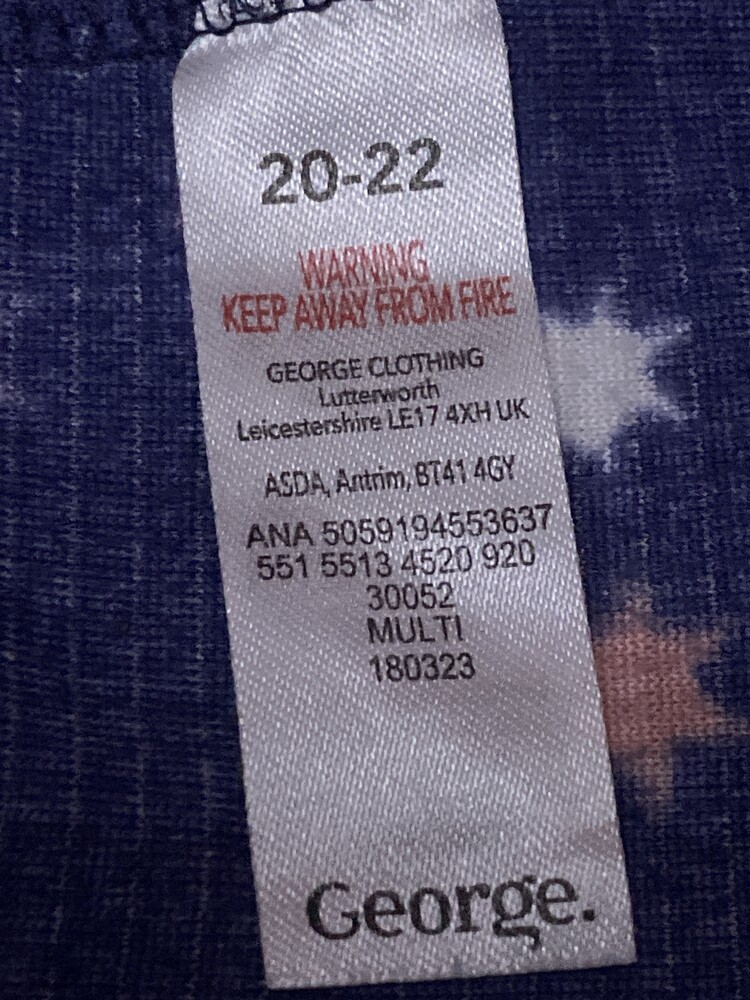 20-22
WARNING
KEEP AWAY FROM FIRE
GEORGE CLOTHING
Lutterworth
Leicestershire LE17 4XH UK
ASDA, Antrim, BT41 4GY
ANA 5059194553637
551 5513 4520 920
30052
MULTI
180323
George.